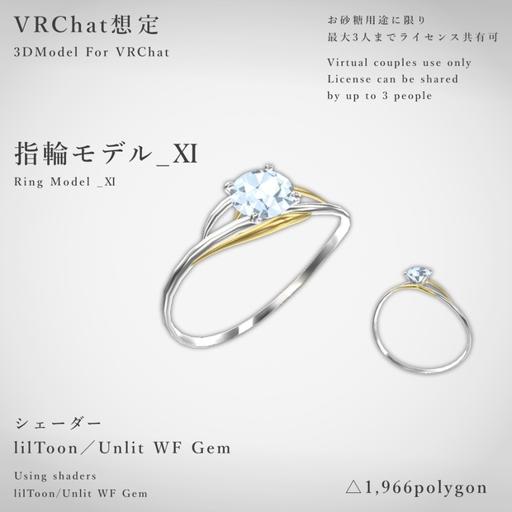 VRChat想定
3DModel For VRChat
お砂糖用途に限り
最大3人までライセンス共有可
Virtual couples use only
License can be shared
by up to 3 people
指輪モデル_Ⅺ
Ring Model _Ⅺ
シェーダー
lilToon／Unlit WF Gem
Using shaders
lilToon/Unlit WF Gem
△1,966polygon